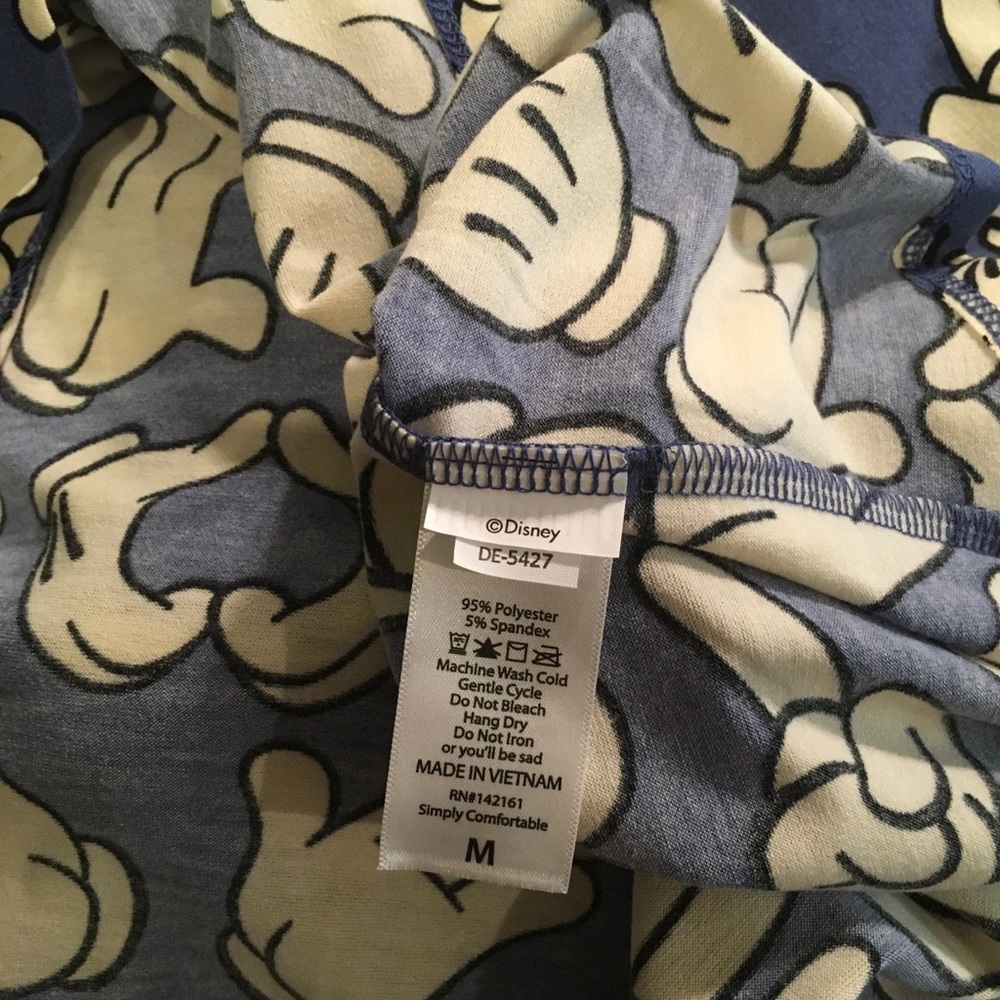 ©Disney
DE-5427
95% Polyester
5% Spandex
Machine Wash Cold
Gentle Cycle
Do Not Bleach
Hang Dry
Do Not Iron
or you'll be sad
MADE IN VIETNAM
RN#142161
Simply Comfortable
M